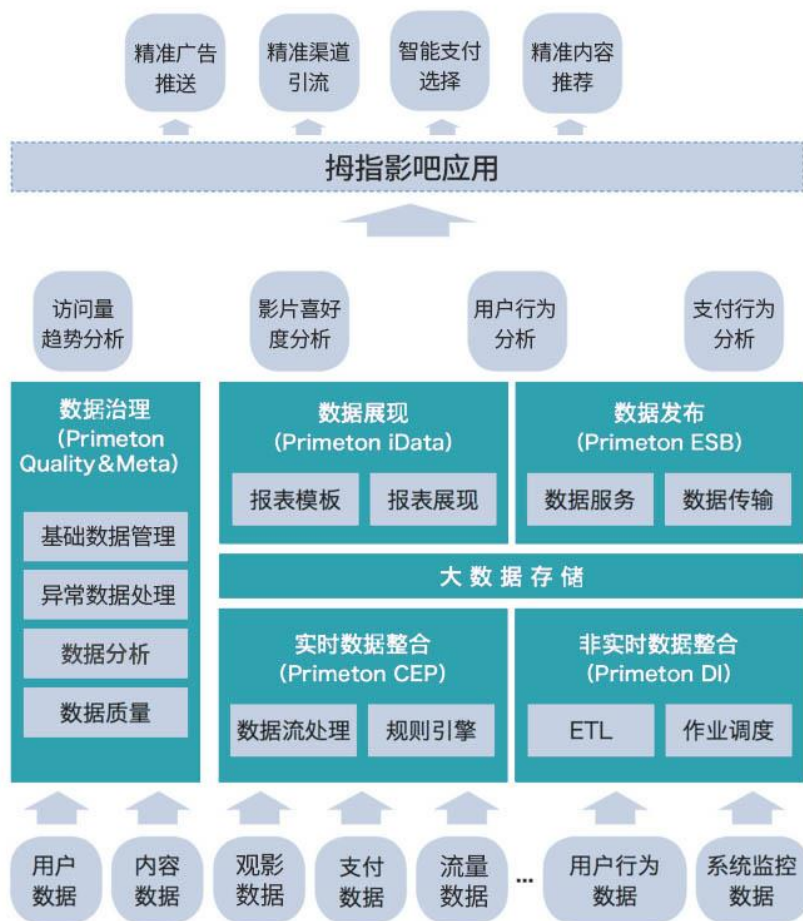 精准广告
推送
精准渠道
引流
智能支付
选择
精准内容
推荐
拇指影吧应用
访问量
趋势分析
影片喜好
度分析
用户行为
分析
支付行为
分析
数据治理
(Primeton
Quality&Meta)
基础数据管理
异常数据处理
数据分析
数据质量
数据展现
(Primeton iData)
报表模板
报表展现
数据发布
(Primeton ESB)
数据服务
数据传输
大数据存储
实时数据整合
(Primeton CEP)
数据流处理
规则引擎
非实时数据整合
(Primeton DI)
ETL
作业调度
用户
数据
内容
数据
观影
数据
支付
数据
流量
数据
...
用户行为
数据
系统监控
数据